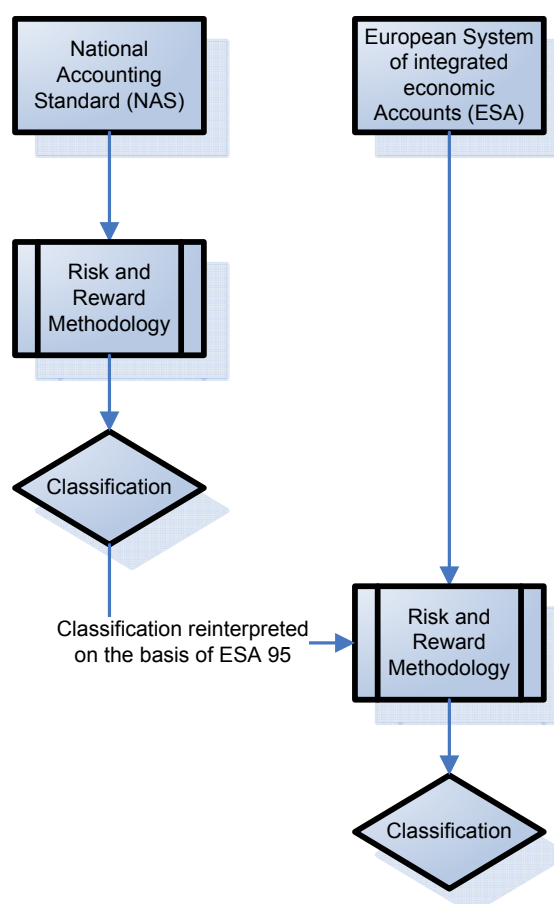 National
Accounting
Standard (NAS)
European System
of integrated
economic
Accounts (ESA)
Risk and
Reward
Methodology
Classification
Classification reinterpreted
on the basis of ESA 95
Risk and
Reward
Methodology
Classification